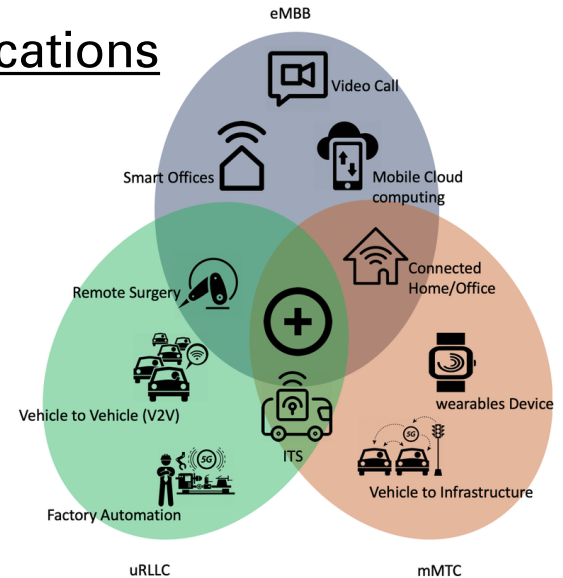 eMBB
cations
Video Call
Smart Offices
Mobile Cloud
computing
Connected
Home/Office
Remote Surgery
wearables Device
Vehicle to Vehicle (V2V)
5G
ITS
5G
Vehicle to Infrastructure
Factory Automation
uRLLC
mMTC